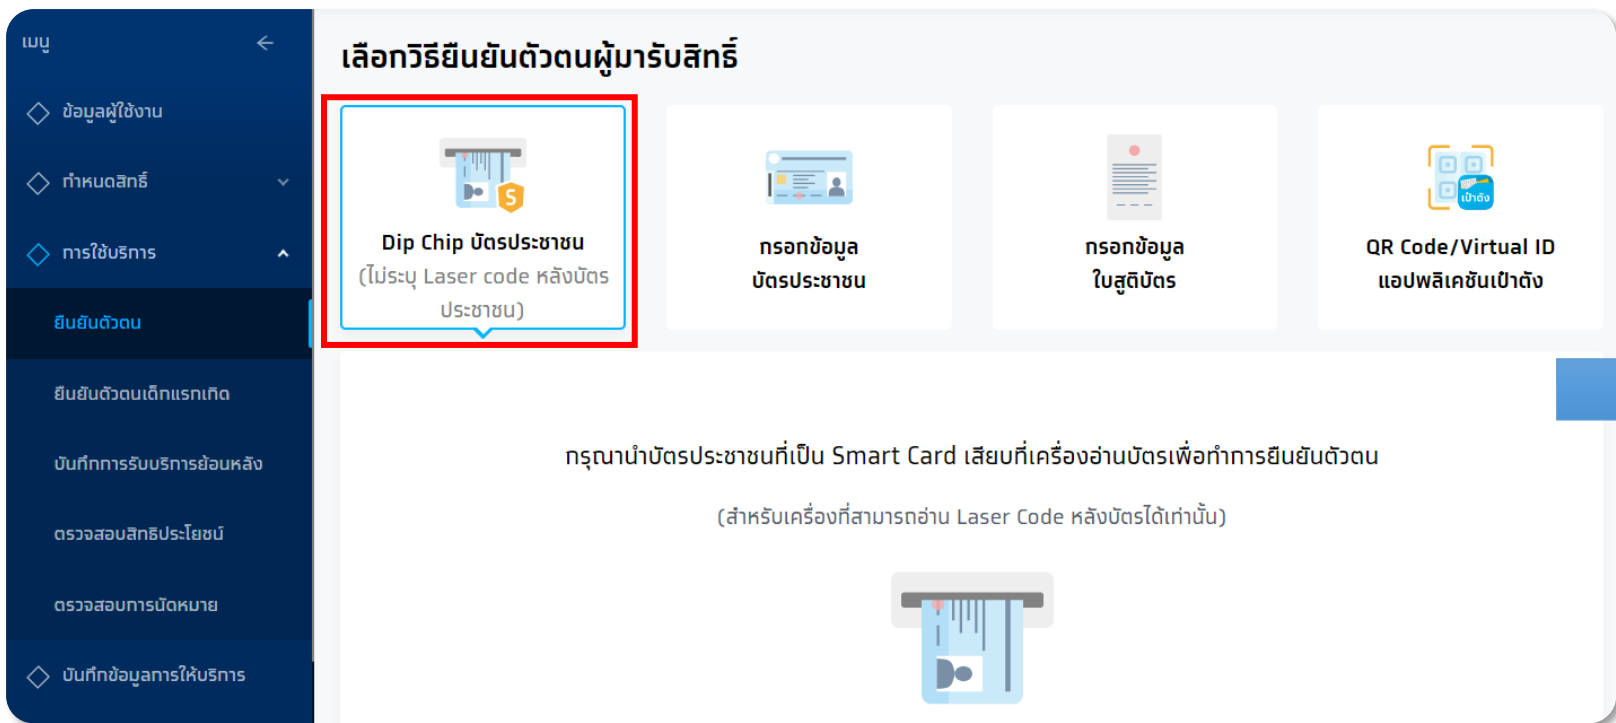 เมนู
ข้อมูลผู้ใช้งาน
กำหนดสิทธิ์
การใช้บริการ
ยืนยันตัวตน
ยืนยันตัวตนเด็กแรกเกิด
บันทึกการรับบริการย้อนหลัง
ตรวจสอบสิทธิประโยชน์
ตรวจสอบการนัดหมาย
บันทึกข้อมูลการให้บริการ
เลือกวิธียืนยันตัวตนผู้มารับสิทธิ์
Dip Chip บัตรประชาชน
(ไม่ระบุ Laser code หลังบัตร
ประชาชน)
กรอกข้อมูล
บัตรประชาชน
กรอกข้อมูล
ใบสูติบัตร
เป๋าตัง
QR Code/Virtual ID
แอปพลิเคชันเป๋าตัง
กรุณานำบัตรประชาชนที่เป็น Smart Card เสียบที่เครื่องอ่านบัตรเพื่อทำการยืนยันตัวตน
(สำหรับเครื่องที่สามารถอ่าน Laser Code หลังบัตรได้เท่านั้น)